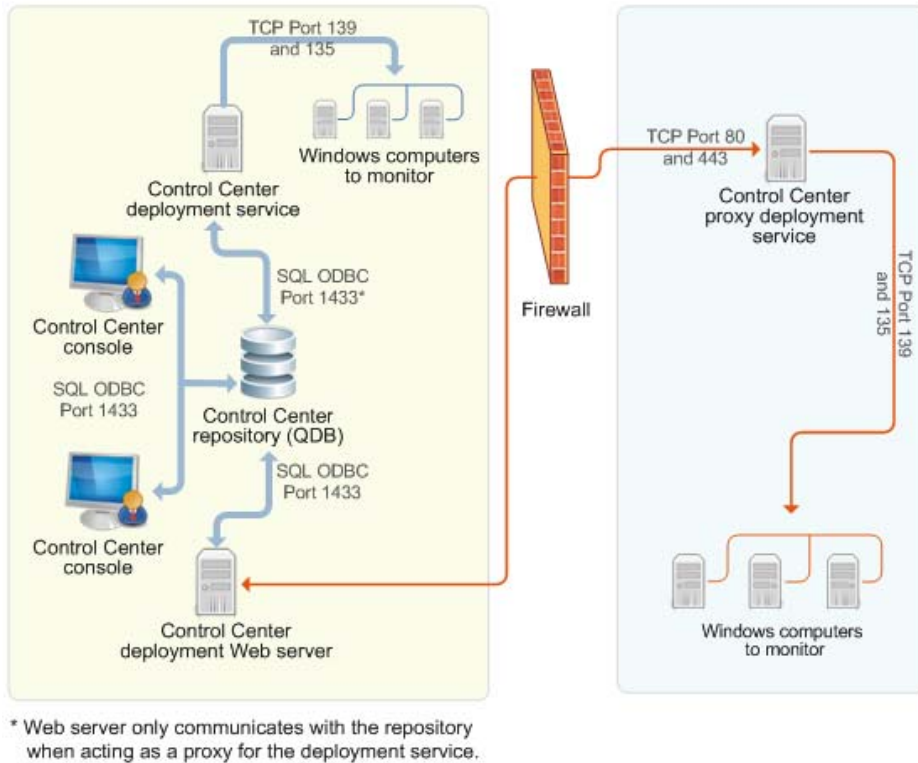 TCP Port 139
and 135
Windows computers
to monitor
Control Center
deployment service
SQL ODBC
Port 1433*
Control Center
console
SQL ODBC
Port 1433
Control Center
repository (QDB)
SQL ODBC
Port 1433
Control Center
console
Control Center
deployment Web server
Firewall
TCP Port 80
and 443
Control Center
proxy deployment
service
TCP Port 139
and 135
Windows computers
to monitor
* Web server only communicates with the repository
when acting as a proxy for the deployment service.